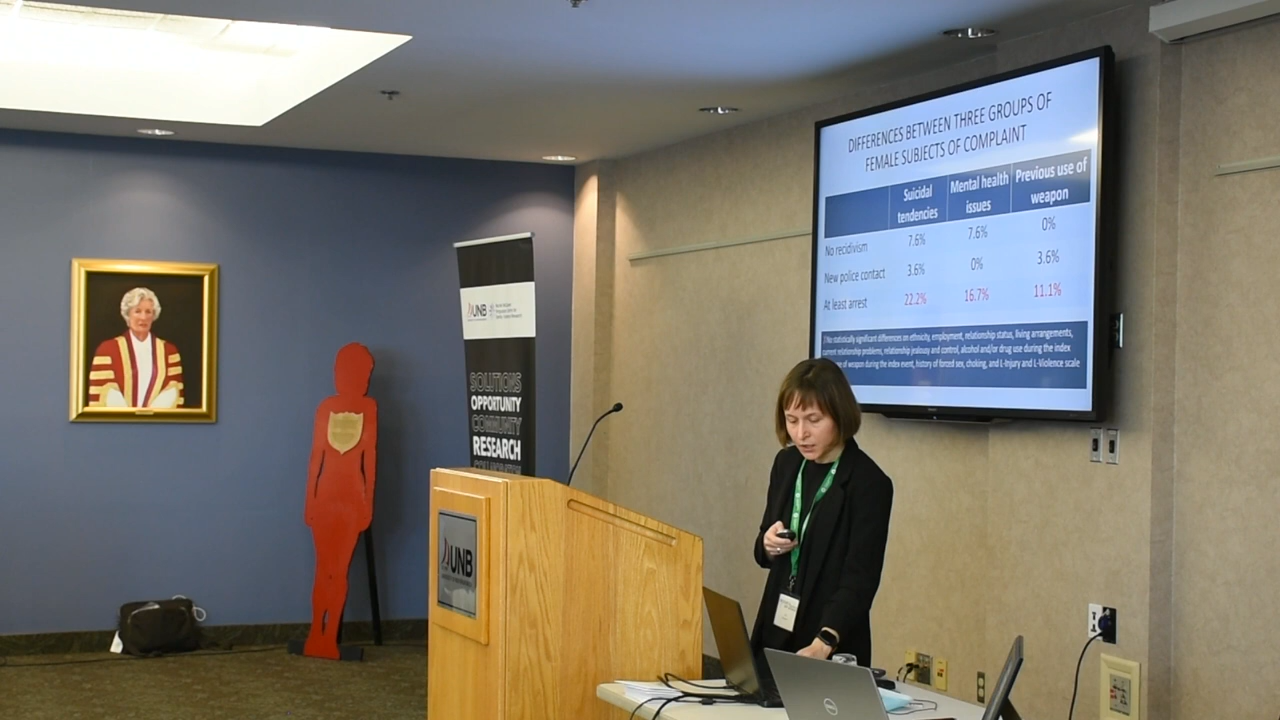 DIFFERENCES BETWEEN THREE GROUPS OF
FEMALE SUBJECTS OF COMPLAINT
Suicidal tendencies
Mental health issues
Previous use of weapon
No recidivism 7.6% 7.6% 0%
New police contact 3.6% 0% 3.6%
At least arrest 22.2% 16.7% 11.1%
No statistically significant differences on ethnicity, employment, relationship status, living arrangements,
current relationship problems, relationship jealousy and control, alcohol and/or drug use during the index
of weapon during the index event, history of forced sex, choking, and L-Injury and L-Violence scale
UNB
SOLUTIONS
OPPORTUNITY
COMMUNITY
RESEARCH
UNB
DELL